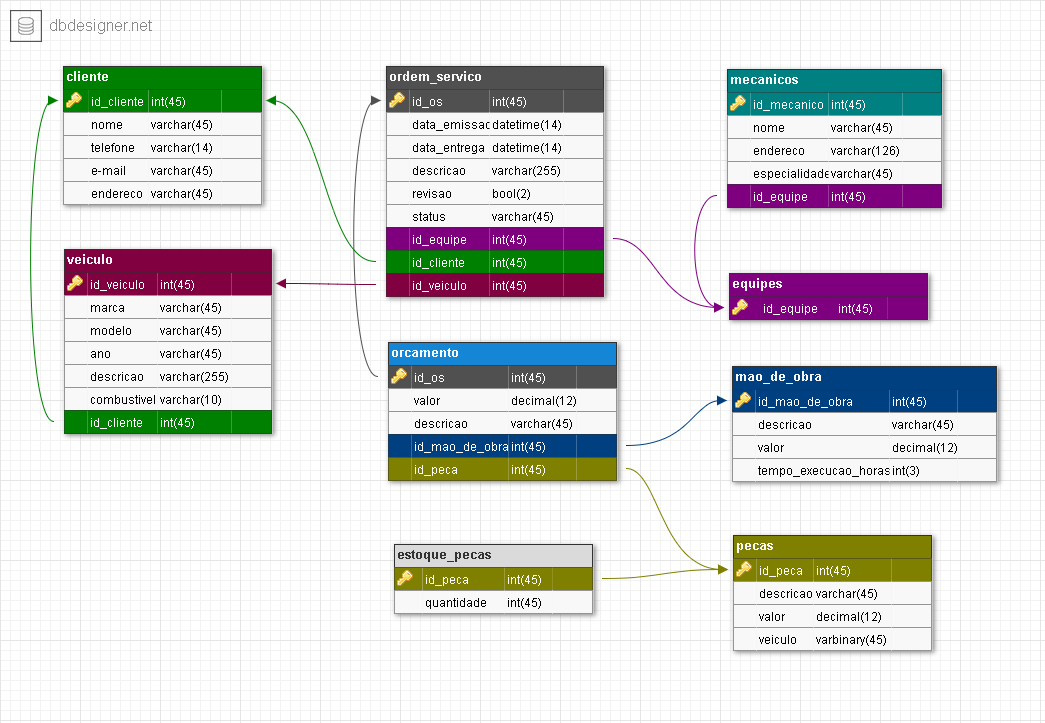 dbdesigner.net
cliente
id_cliente int(45)
nome varchar(45)
telefone varchar(14)
e-mail varchar(45)
endereco varchar(45)
veiculo
id_veiculo int(45)
marca varchar(45)
modelo varchar(45)
ano varchar(45)
descricao varchar(255)
combustivel varchar(10)
id_cliente int(45)
ordem_servico
id_os int(45)
data_emissac datetime(14)
data_entrega datetime(14)
descricao varchar(255)
revisao bool(2)
status varchar(45)
id_equipe int(45)
id_cliente int(45)
id_veiculo int(45)
orcamento
id_os int(45)
valor decimal(12)
descricao varchar(45)
id_mao_de_obra int(45)
id_peca int(45)
estoque_pecas
id_peca int(45)
quantidade int(45)
mecanicos
id_mecanico int(45)
nome varchar(45)
endereco varchar(126)
especialidade varchar(45)
id_equipe int(45)
equipes
id_equipe int(45)
mao_de_obra
id_mao_de_obra int(45)
descricao varchar(45)
valor decimal(12)
tempo_execucao_horas int(3)
pecas
id_peca int(45)
descricao varchar(45)
valor decimal(12)
veiculo varbinary(45)